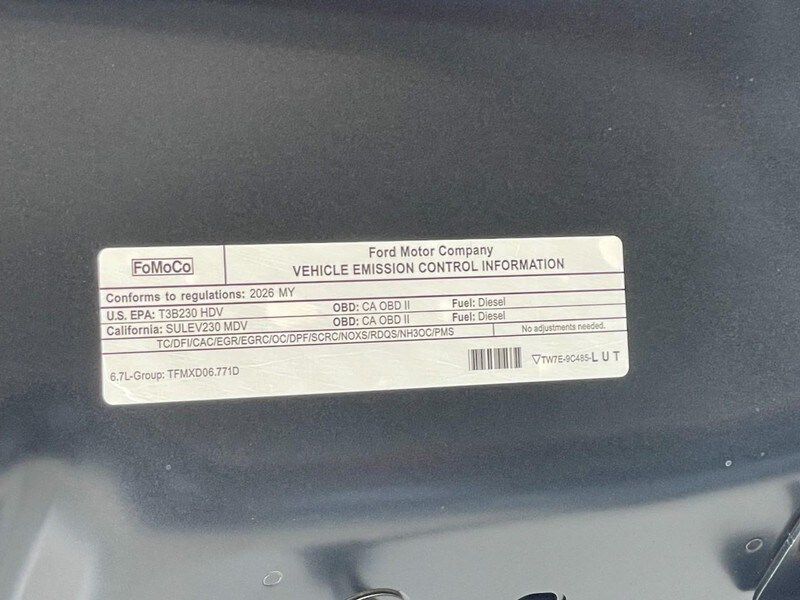 FoMoCo
Ford Motor Company
VEHICLE EMISSION CONTROL INFORMATION
Conforms to regulations: 2026 MY
U.S. EPA: T3B230 HDV OBD: CA OBD II Fuel: Diesel
California: SULEV230 MDV OBD: CA OBD II Fuel: Diesel
TC/DFI/CAC/EGR/EGRC/OC/DPF/SCRC/NOXS/RDQS/NH3OC/PMS No adjustments needed.
6.7L-Group: TFMXD06.771D ▽TW7E-9C485-L U T